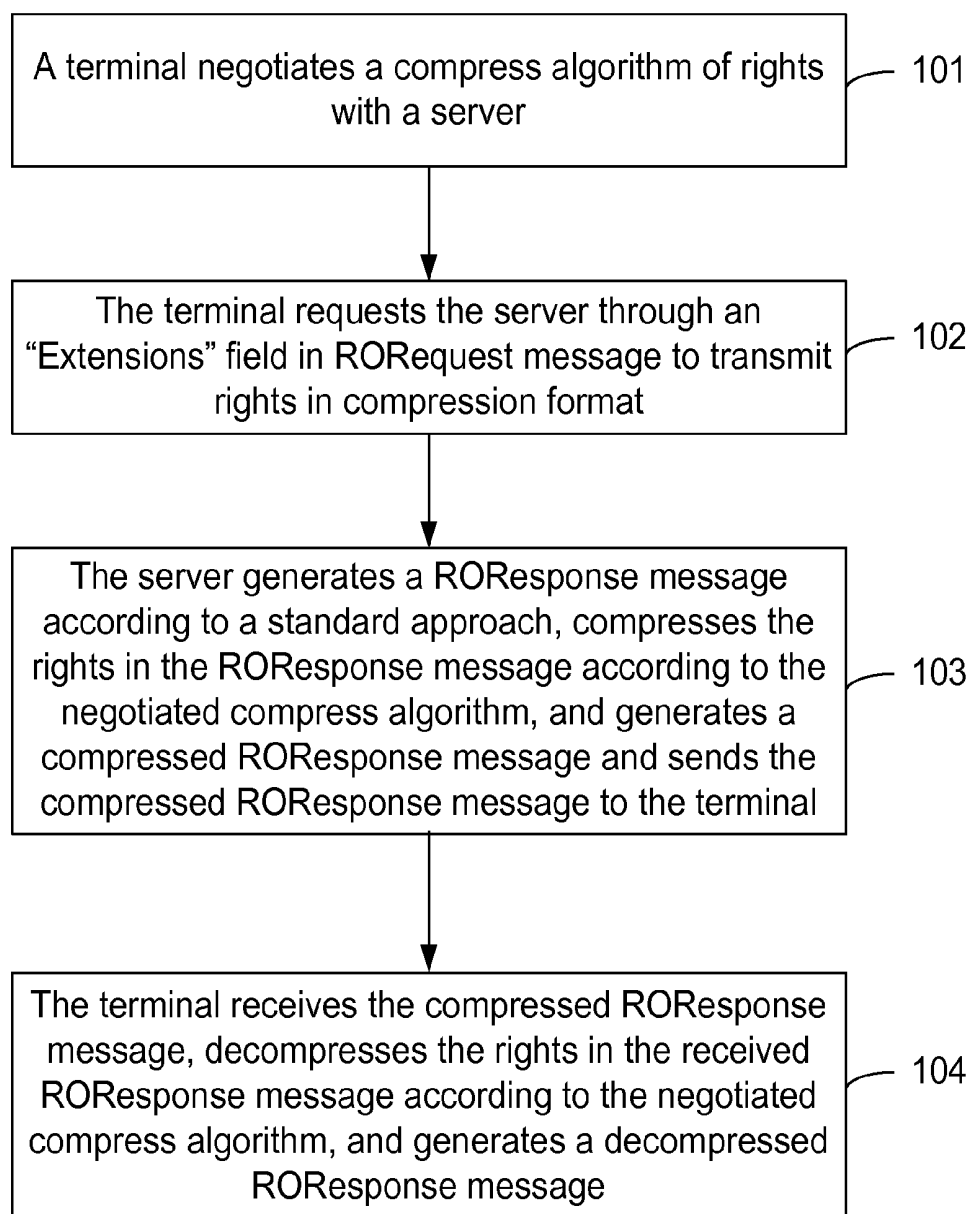 A terminal negotiates a compress algorithm of rights
with a server
101
The terminal requests the server through an
“Extensions” field in RORequest message to transmit
rights in compression format
102
The server generates a ROResponse message
according to a standard approach, compresses the
rights in the ROResponse message according to the
negotiated compress algorithm, and generates a
compressed ROResponse message and sends the
compressed ROResponse message to the terminal
103
The terminal receives the compressed ROResponse
message, decompresses the rights in the received
ROResponse message according to the negotiated
compress algorithm, and generates a decompressed
ROResponse message
104